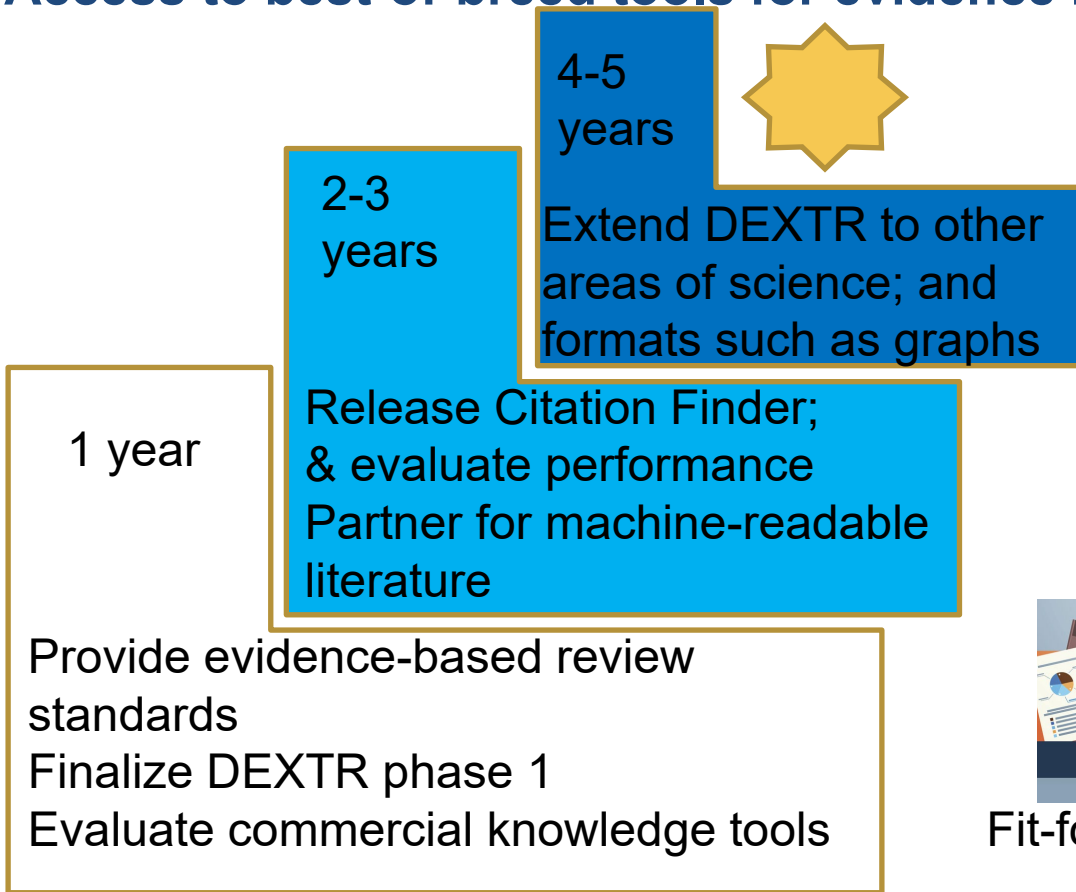 4-5
years
2-3
years
Extend DEXTR to other
areas of science; and
formats such as graphs
1 year
Release Citation Finder;
& evaluate performance
Partner for machine-readable
literature
Provide evidence-based review
standards
Finalize DEXTR phase 1
Evaluate commercial knowledge tools